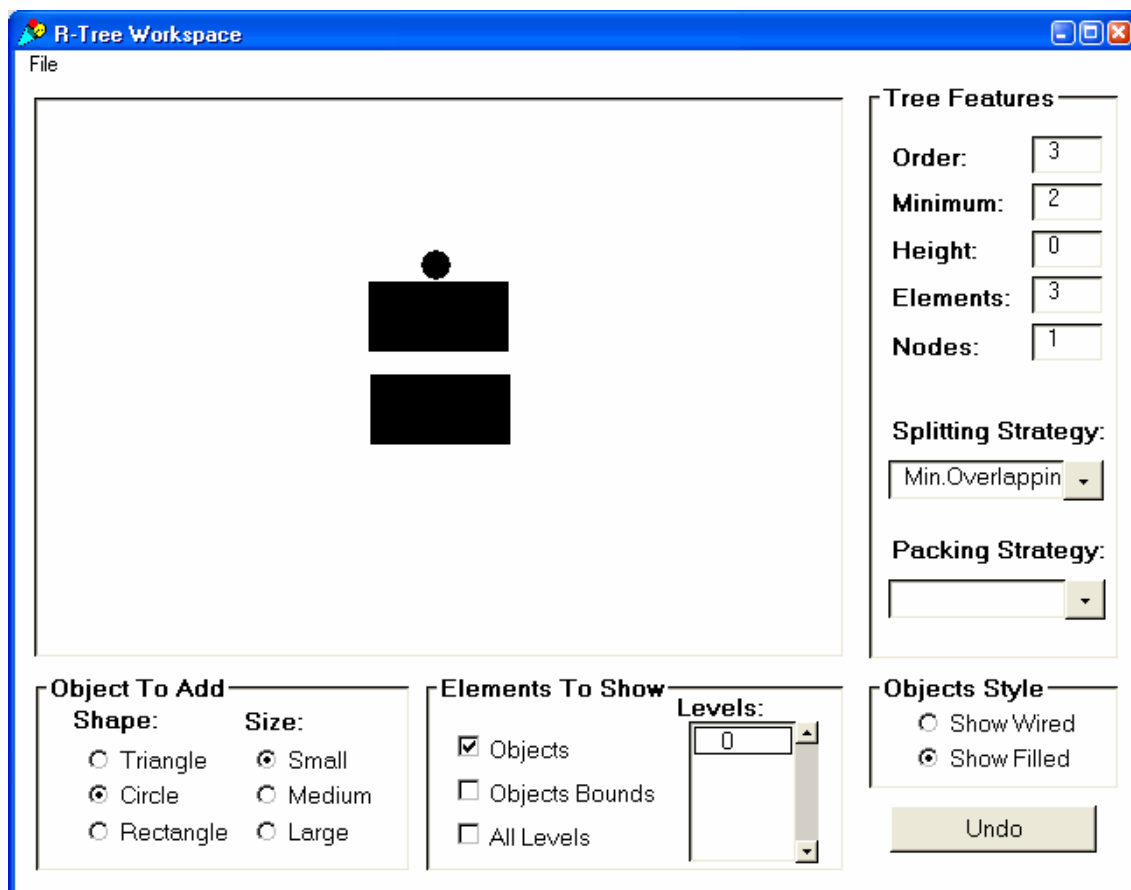 R-Tree Workspace
File
Tree Features
Order: 3
Minimum: 2
Height: 0
Elements: 3
Nodes: 1
Splitting Strategy:
Min.Overlappin
Packing Strategy:
Object To Add
Shape: Size:
Triangle Small
Circle Medium
Rectangle Large
Elements To Show
Levels:
0
Objects
Objects Bounds
All Levels
Objects Style
Show Wired
Show Filled
Undo